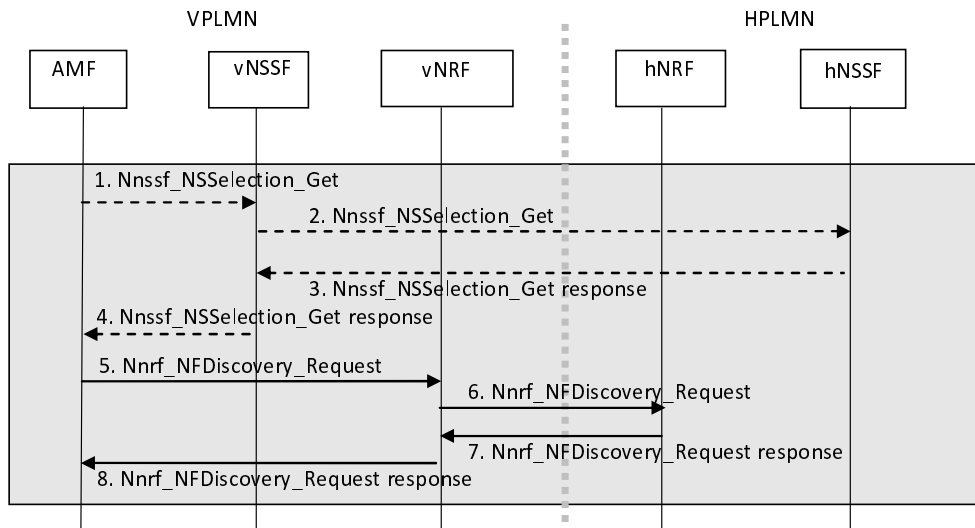 VPLMN
HPLMN
AMF
vNSSF
vNRF
hNRF
hNSSF
1. Nnssf_NSSelection_Get
2. Nnssf_NSSelection_Get
3. Nnssf_NSSelection_Get response
4. Nnssf_NSSelection_Get response
5. Nnrf_NFDiscovery_Request
6. Nnrf_NFDiscovery_Request
7. Nnrf_NFDiscovery_Request response
8. Nnrf_NFDiscovery_Request response